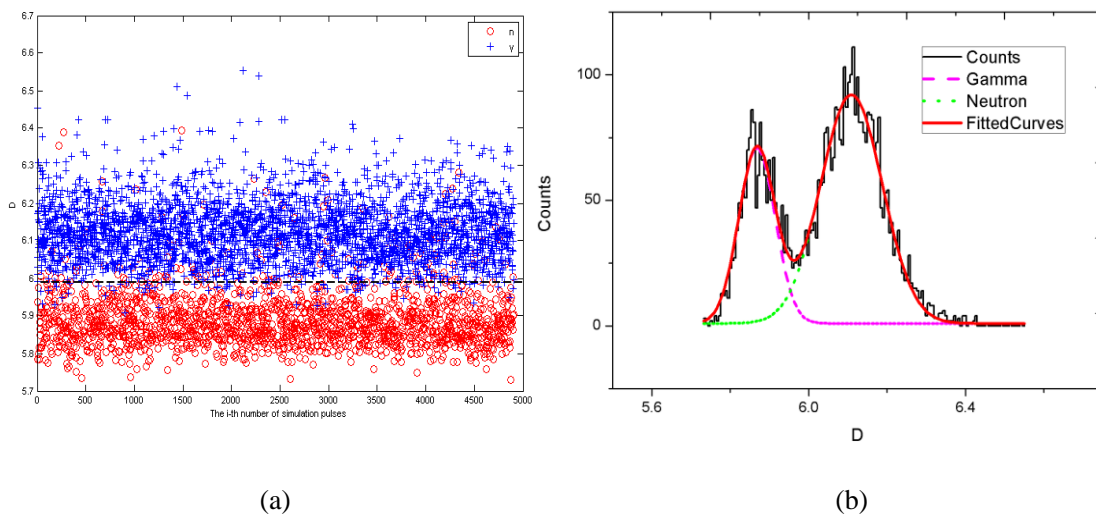 6.7
6.6
6.5
6.4
6.3
6.2
6.1
6
5.9
5.8
5.7
D
0 500 1000 1500 2000 2500 3000 3500 4000 4500 5000
The i-th number of simulation pulses
n
γ
(a)
100
50
0
Counts
5.6 6.0 6.4
D
Counts
Gamma
Neutron
FittedCurves
(b)